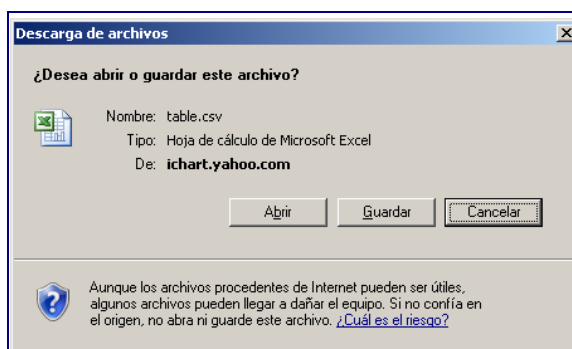 Descarga de archivos
¿Desea abrir o guardar este archivo?
Nombre: table.csv
Tipo: Hoja de cálculo de Microsoft Excel
De: ichart.yahoo.com
Abrir Guardar Cancelar
Aunque los archivos procedentes de Internet pueden ser útiles,
algunos archivos pueden llegar a dañar el equipo. Si no confía en
el origen, no abra ni guarde este archivo. ¿Cuál es el riesgo?